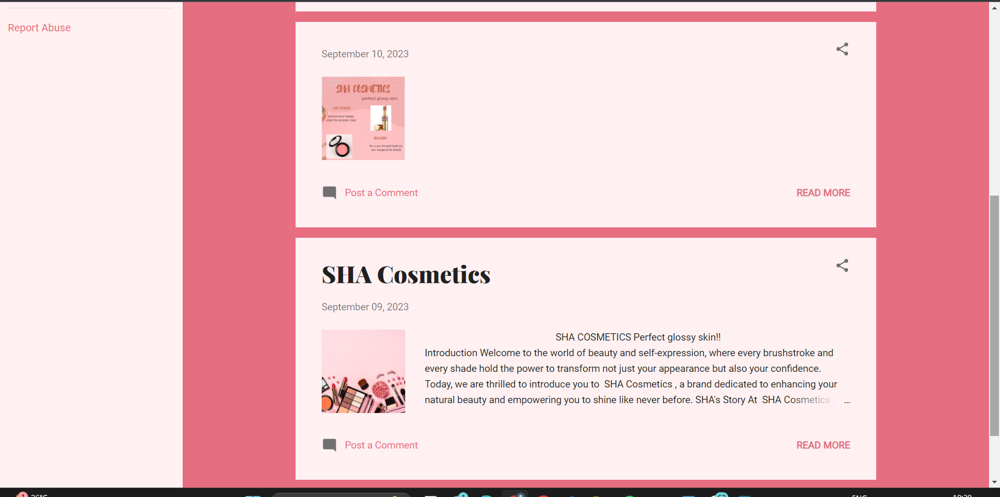 Report Abuse
September 10, 2023
SHA COSMETICS
perfect glossy skin
LIP STICK
choose your happy
color for ecstatic day!
BLUSH
for a sun kissed look try
our rouge pink shade
Post a Comment
READ MORE
SHA Cosmetics
September 09, 2023
SHA COSMETICS Perfect glossy skin!!
Introduction Welcome to the world of beauty and self-expression, where every brushstroke and
every shade hold the power to transform not just your appearance but also your confidence.
Today, we are thrilled to introduce you to  SHA Cosmetics , a brand dedicated to enhancing your
natural beauty and empowering you to shine like never before. SHA's Story At  SHA Cosmetics , ...
Post a Comment
READ MORE